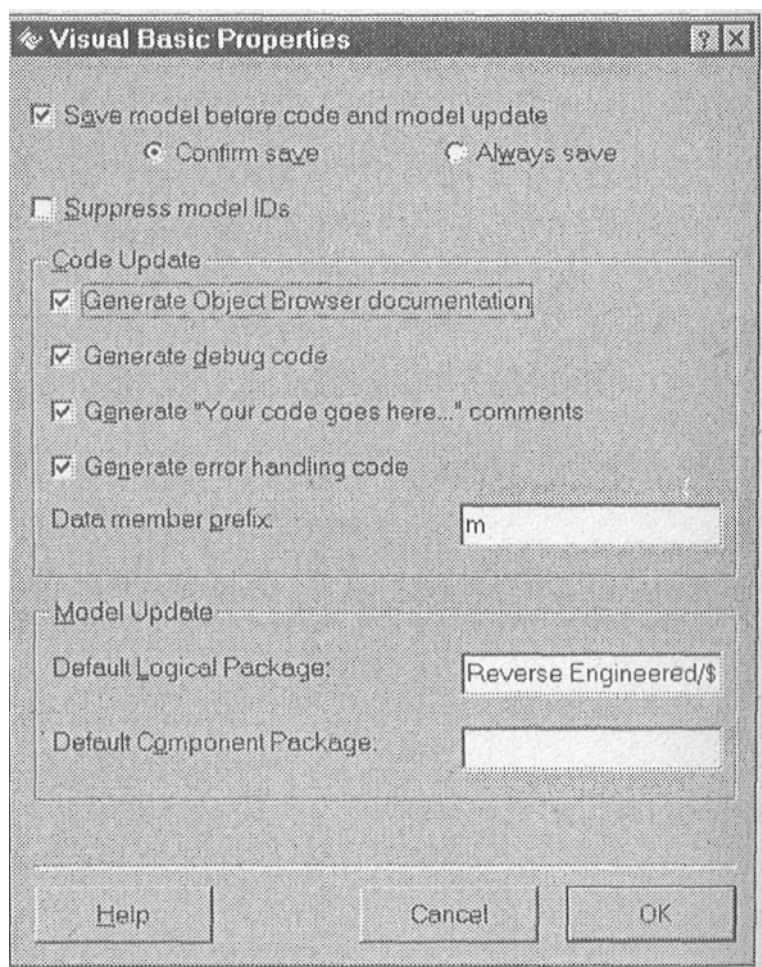 Visual Basic Properties
Save model before code and model update
Confirm save Always save
Suppress model IDs
Code Update
Generate Object Browser documentation
Generate debug code
Generate "Your code goes here..." comments
Generate error handling code
Data member prefix: m
Model Update
Default Logical Package: Reverse Engineered/$
Default Component Package:
Help Cancel OK